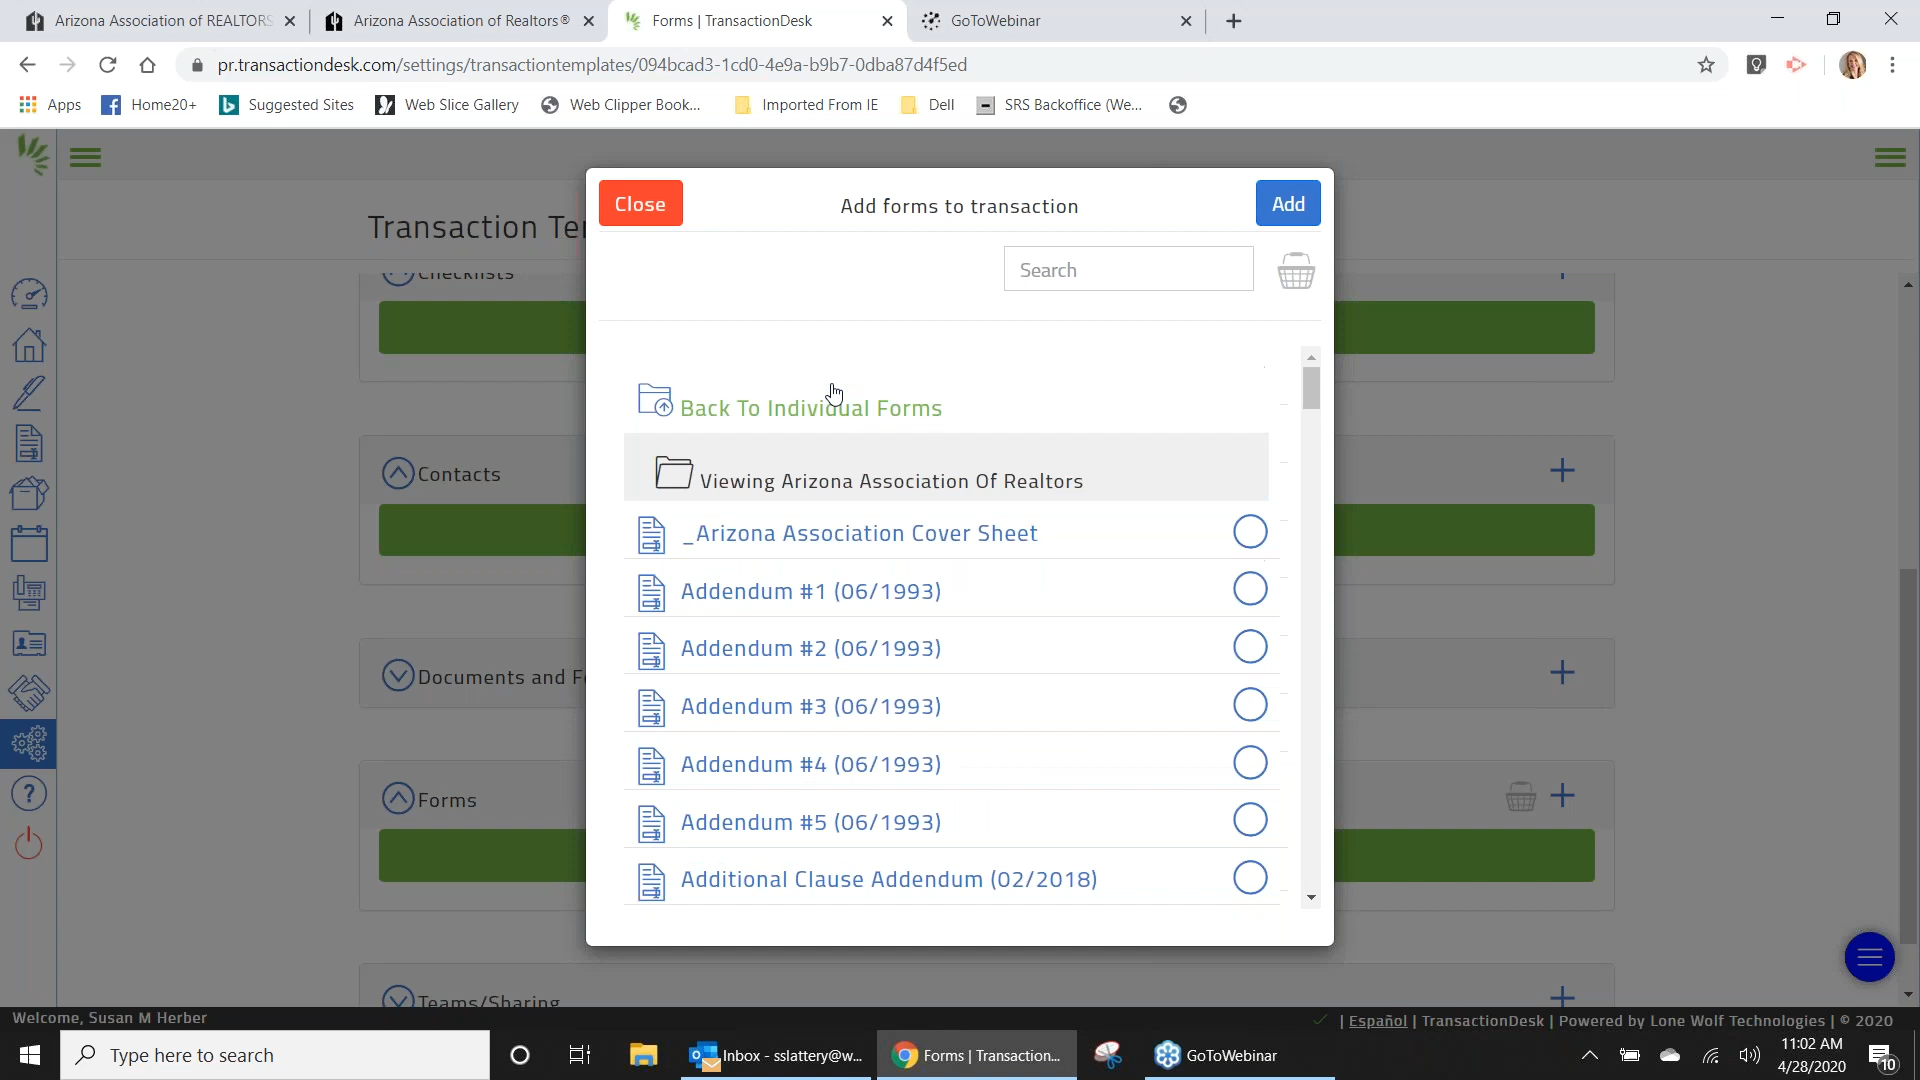 Arizona Association of REALTORS
Arizona Association of Realtors®
Forms | TransactionDesk
GoToWebinar
pr.transactiondesk.com/settings/transactiontemplates/094bcad3-1cd0-4e9a-b9b7-0dba87d4f5ed
Apps
Home20+
Suggested Sites
Web Slice Gallery
Web Clipper Book...
Imported From IE
Dell
SRS Backoffice (We...
Transaction Te
Close
Add forms to transaction
Add
Search
Checklists
Back To Individual Forms
Viewing Arizona Association Of Realtors
Contacts
_Arizona Association Cover Sheet
Addendum #1 (06/1993)
Addendum #2 (06/1993)
Documents and F
Addendum #3 (06/1993)
Addendum #4 (06/1993)
Forms
Addendum #5 (06/1993)
Additional Clause Addendum (02/2018)
Teams/Sharing
Welcome, Susan M Herber
| Español | TransactionDesk | Powered by Lone Wolf Technologies | © 2020
Type here to search
Inbox - sslattery@w...
Forms | Transaction...
GoToWebinar
11:02 AM
4/28/2020
10